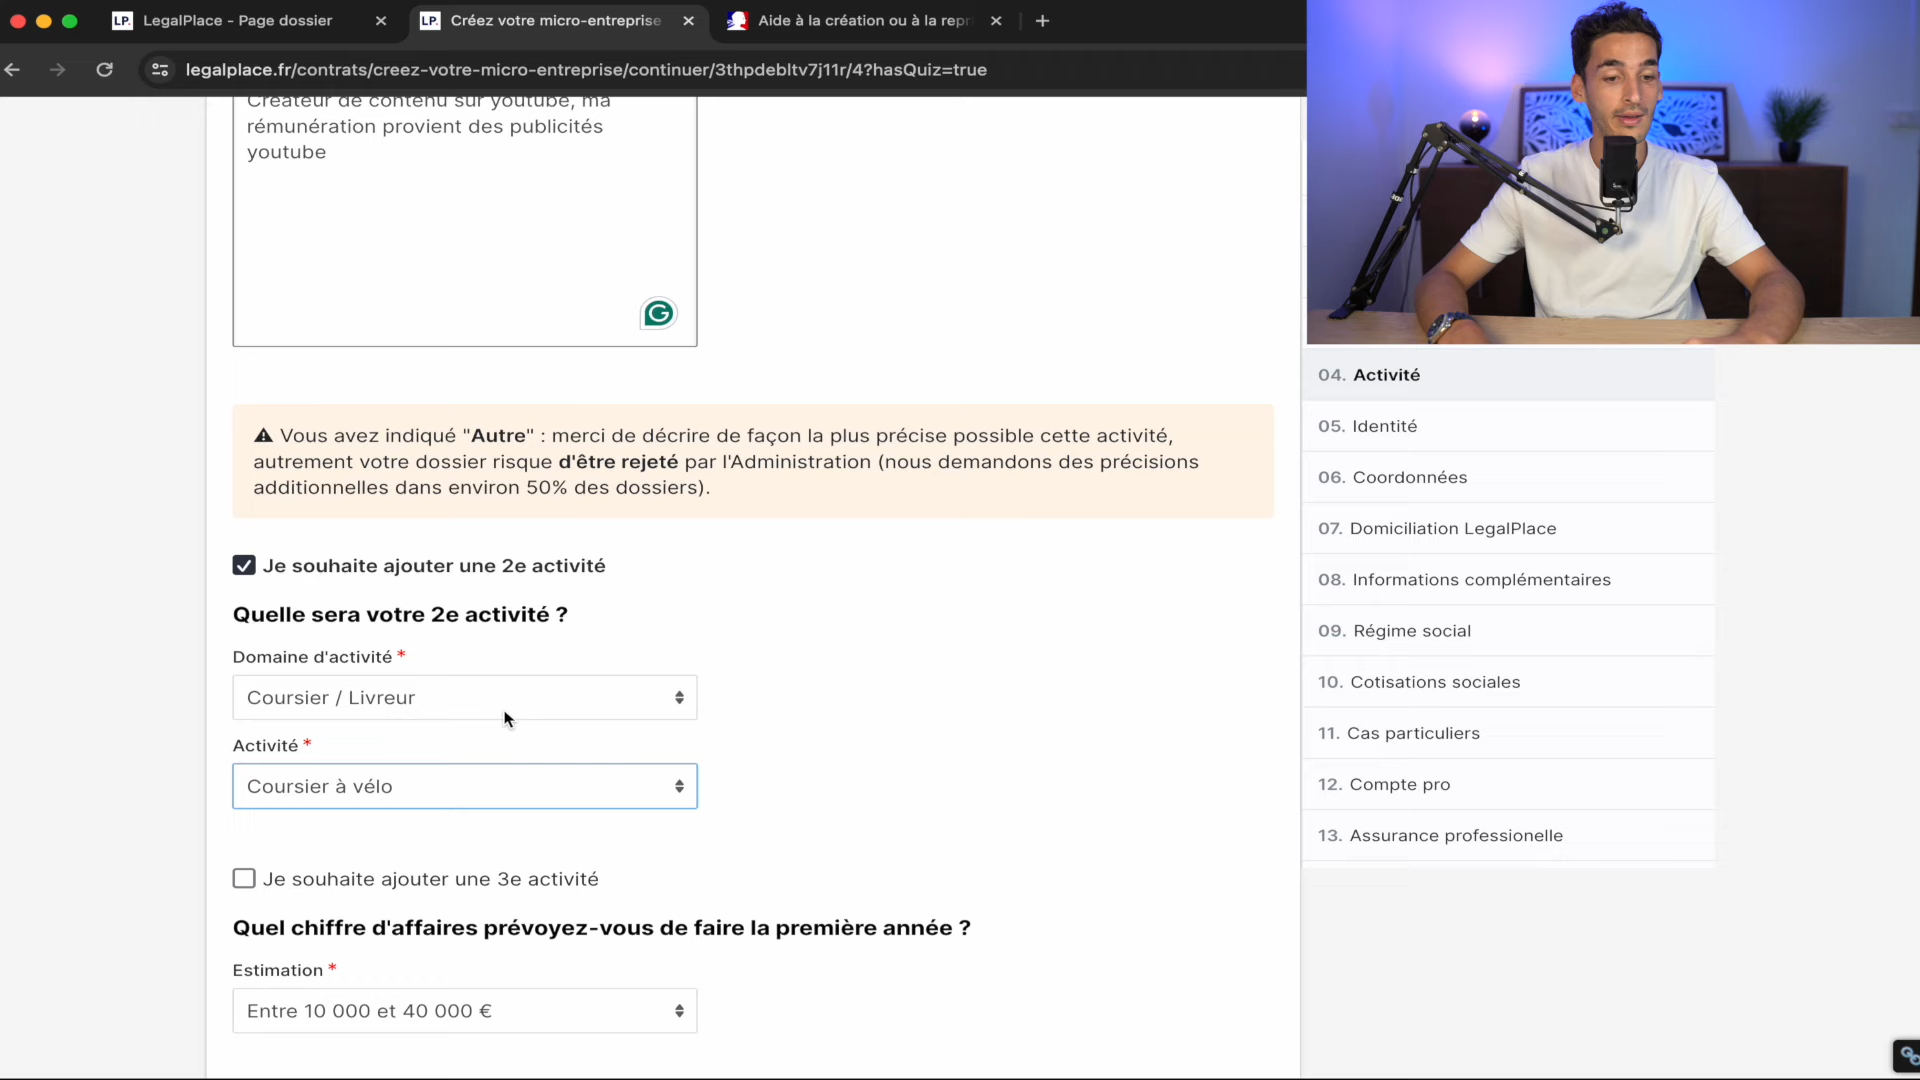 LegalPlace - Page dossier
Créez votre micro-entreprise
Aide à la création ou à la repr
legalplace.fr/contrats/creez-votre-micro-entreprise/continuer/3thpdebltv7j11r/4?hasQuiz=true
Créateur de contenu sur youtube, ma
rémunération provient des publicités
youtube
Vous avez indiqué "Autre" : merci de décrire de façon la plus précise possible cette activité,
autrement votre dossier risque d'être rejeté par l'Administration (nous demandons des précisions
additionnelles dans environ 50% des dossiers).
Je souhaite ajouter une 2e activité
Quelle sera votre 2e activité ?
Domaine d'activité *
Coursier / Livreur
Activité *
Coursier à vélo
Je souhaite ajouter une 3e activité
Quel chiffre d'affaires prévoyez-vous de faire la première année ?
Estimation *
Entre 10 000 et 40 000 €
04. Activité
05. Identité
06. Coordonnées
07. Domiciliation LegalPlace
08. Informations complémentaires
09. Régime social
10. Cotisations sociales
11. Cas particuliers
12. Compte pro
13. Assurance professionelle